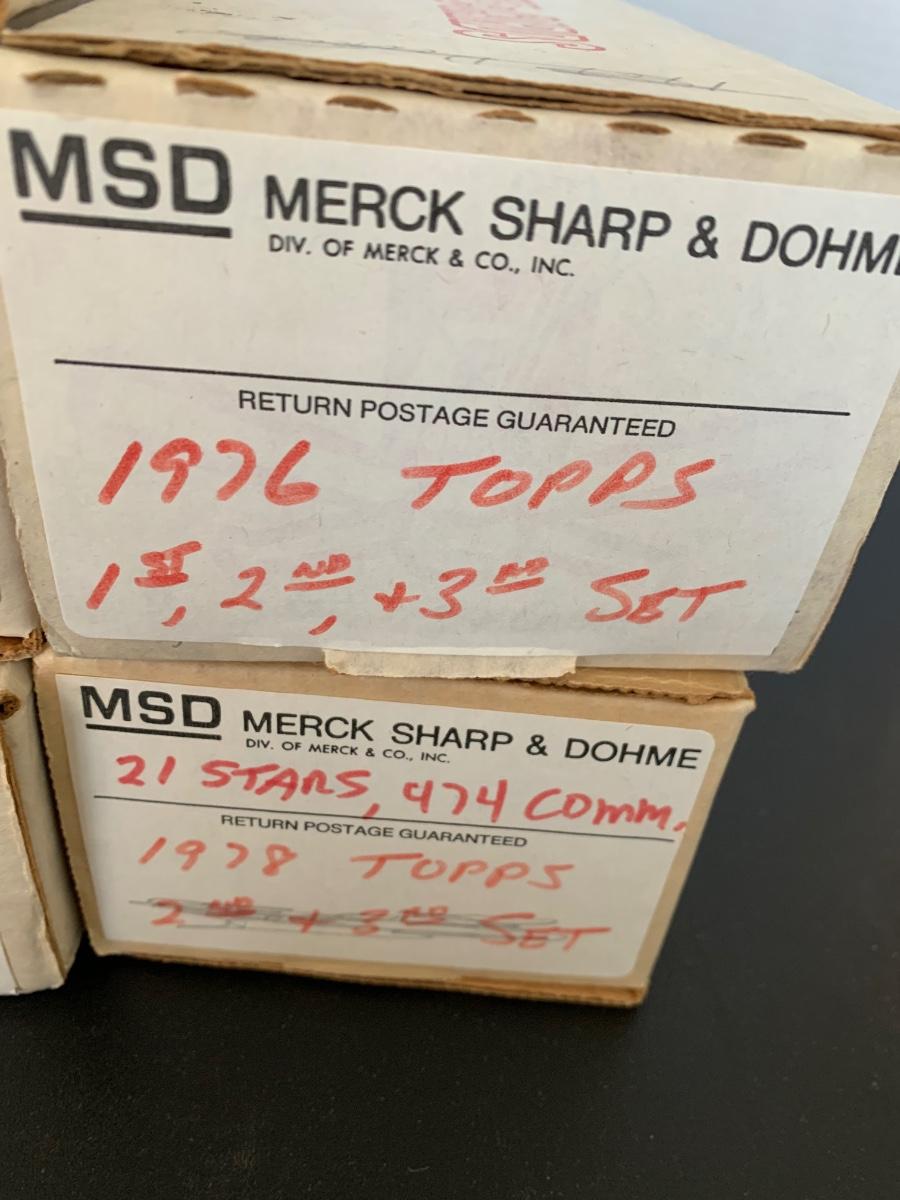 MSD MERCK SHARP & DOHME
DIV. OF MERCK & CO., INC.
RETURN POSTAGE GUARANTEED
1976 TOPPS
1ST, 2ND, + 3RD SET
MSD MERCK SHARP & DOHME
DIV. OF MERCK & CO., INC.
21 STARS, 474 COMM.
RETURN POSTAGE GUARANTEED
1978 TOPPS
2ND + 3RD SET